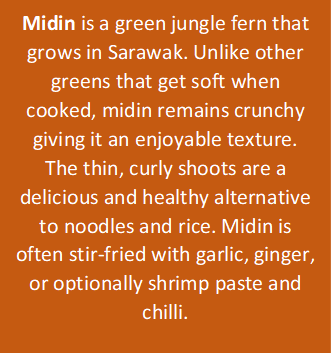 Midin is a green jungle fern that
grows in Sarawak. Unlike other
greens that get soft when
cooked, midin remains crunchy
giving it an enjoyable texture.
The thin, curly shoots are a
delicious and healthy alternative
to noodles and rice. Midin is
often stir-fried with garlic, ginger,
or optionally shrimp paste and
chilli.